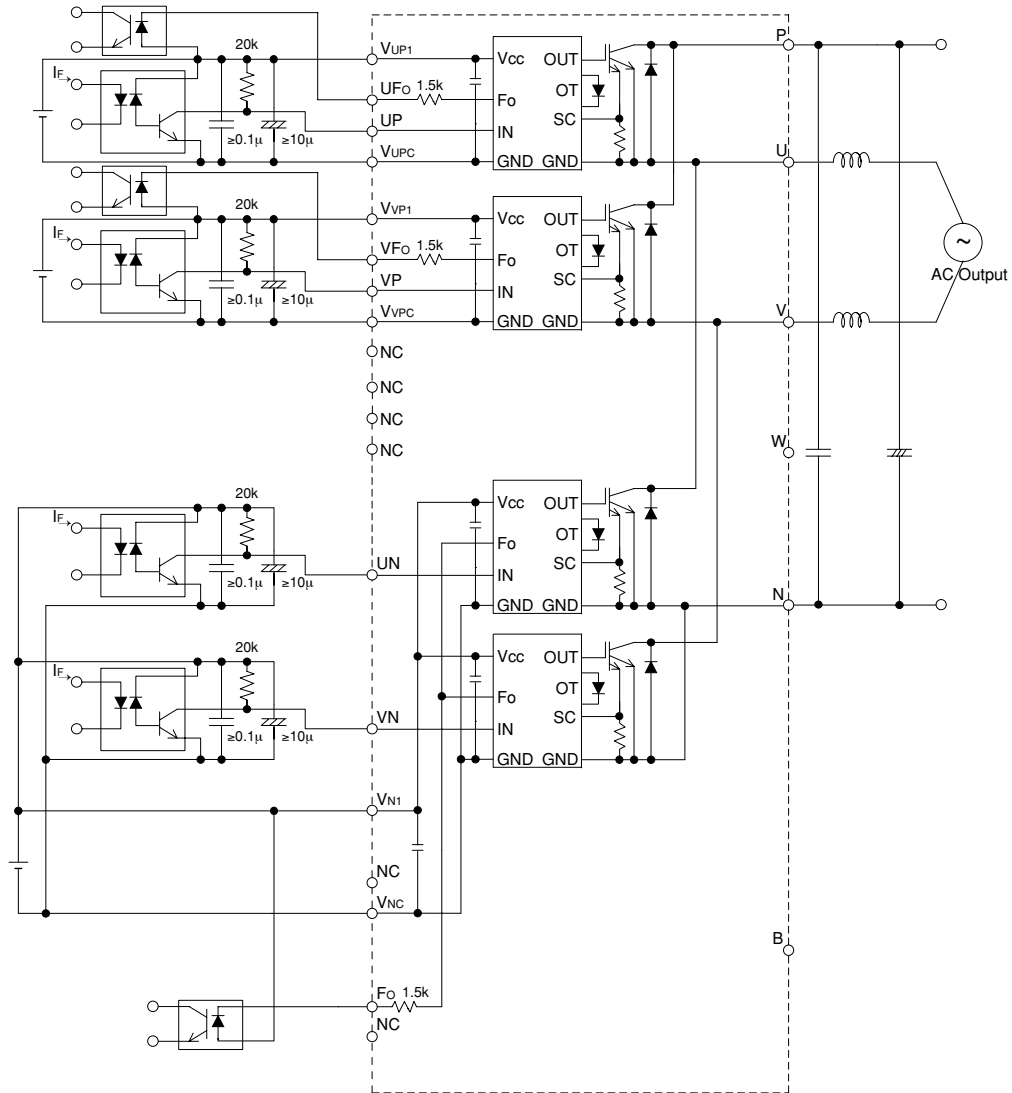 20k
IF
≥0.1μ
≥10μ
VUP1
UFO 1.5k
UP
VUPC
Vcc
Fo
IN
GND GND
OUT
OT
SC
P
U
20k
IF
≥0.1μ
≥10μ
VVP1
VFO 1.5k
VP
VVPC
Vcc
Fo
IN
GND GND
OUT
OT
SC
~
AC Output
V
NC
NC
NC
NC
W
20k
IF
≥0.1μ
≥10μ
UN
Vcc
Fo
IN
GND GND
OUT
OT
SC
N
20k
IF
≥0.1μ
≥10μ
VN
Vcc
Fo
IN
GND GND
OUT
OT
SC
VN1
NC
VNC
B
FO 1.5k
NC